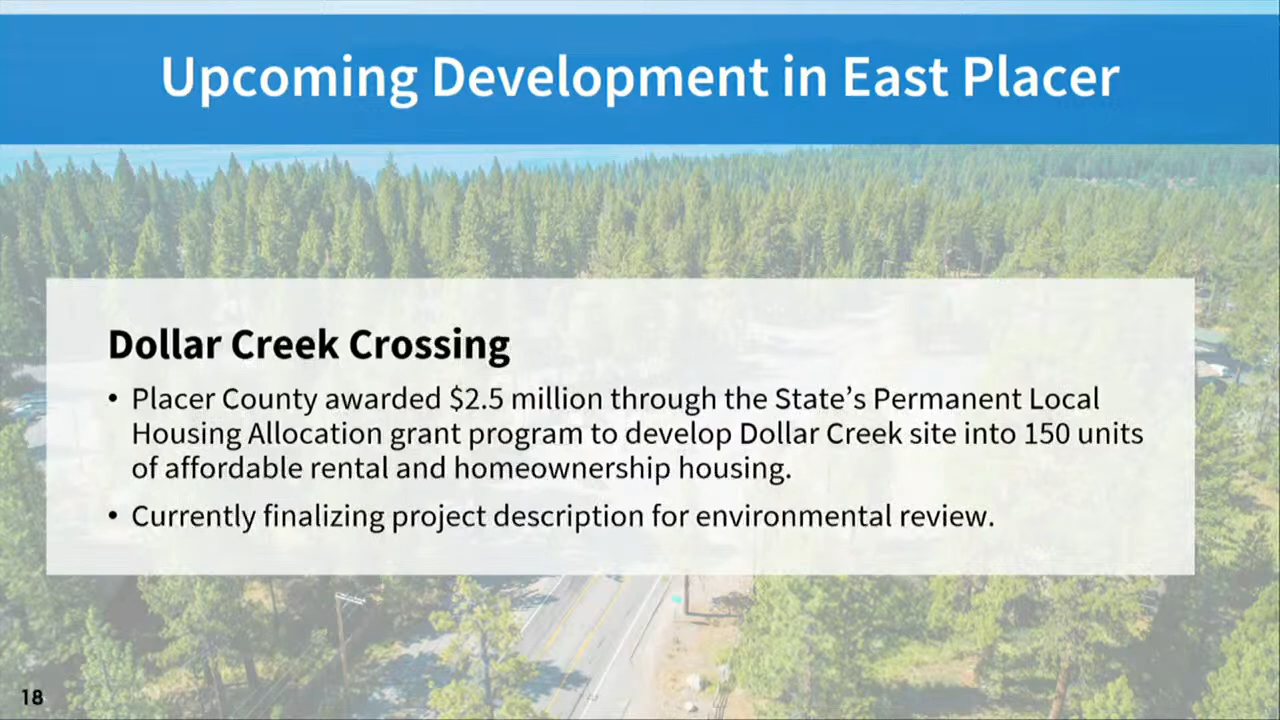 Upcoming Development in East Placer
Dollar Creek Crossing
• Placer County awarded $2.5 million through the State’s Permanent Local
Housing Allocation grant program to develop Dollar Creek site into 150 units
of affordable rental and homeownership housing.
• Currently finalizing project description for environmental review.
18